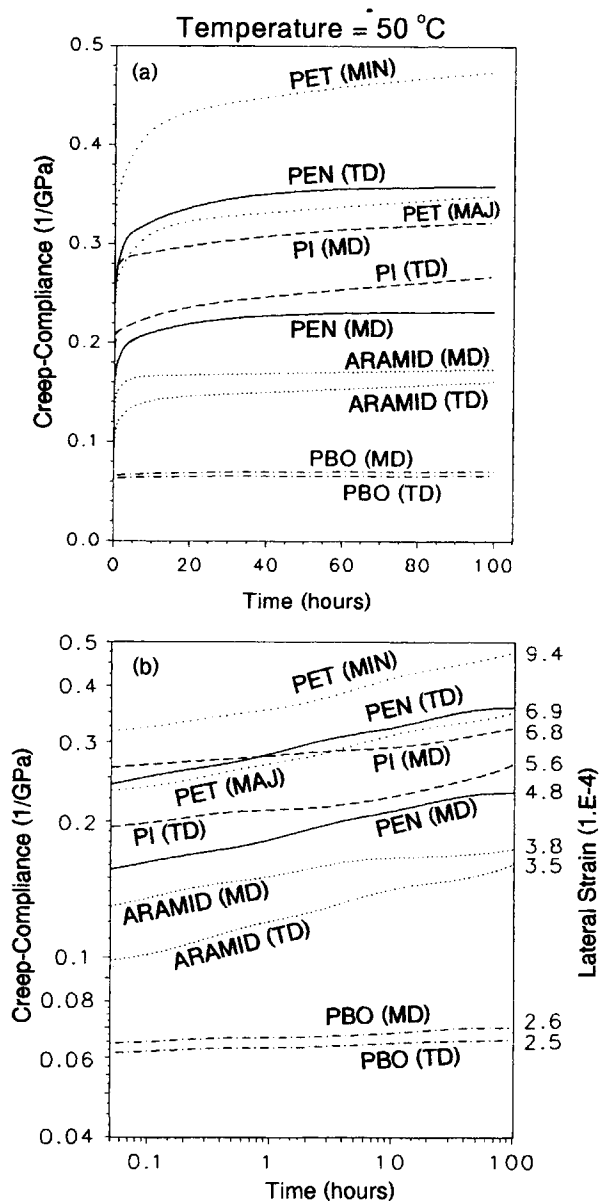 Temperature = 50 °C
(a)
Creep-Compliance (1/GPa)
0.5
0.4
0.3
0.2
0.1
0.0
PET (MIN)
PEN (TD)
PET (MAJ)
PI (MD)
PI (TD)
PEN (MD)
ARAMID (MD)
ARAMID (TD)
PBO (MD)
PBO (TD)
0 20 40 60 80 100
Time (hours)
(b)
Creep-Compliance (1/GPa)
0.5
0.4
0.3
0.2
0.1
0.08
0.06
0.04
PET (MIN)
PEN (TD)
PET (MAJ)
PI (MD)
PI (TD)
PEN (MD)
ARAMID (MD)
ARAMID (TD)
PBO (MD)
PBO (TD)
9.4
6.9
6.8
5.6
4.8
3.8
3.5
2.6
2.5
Lateral Strain (1.E-4)
0.1 1 10 100
Time (hours)